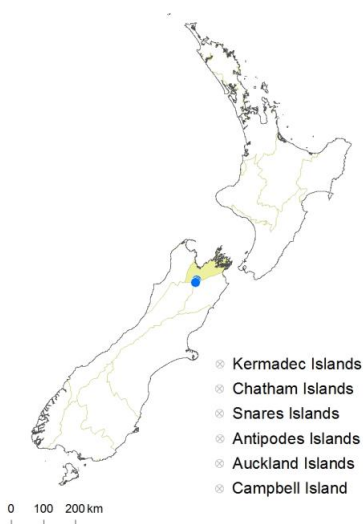 ⊗ Kermadec Islands
⊗ Chatham Islands
⊗ Snares Islands
⊗ Antipodes Islands
⊗ Auckland Islands
⊗ Campbell Island
0 100 200 km